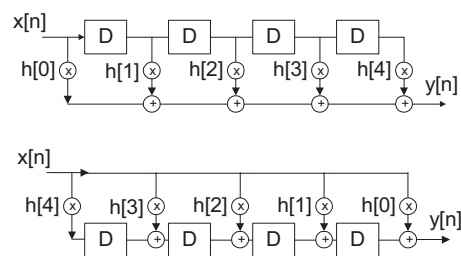 x[n] D D D D
h[0] x h[1] x h[2] x h[3] x h[4] x
+ + + + y[n]
x[n]
h[4] x h[3] x h[2] x h[1] x h[0] x
D + D + D + D + y[n]